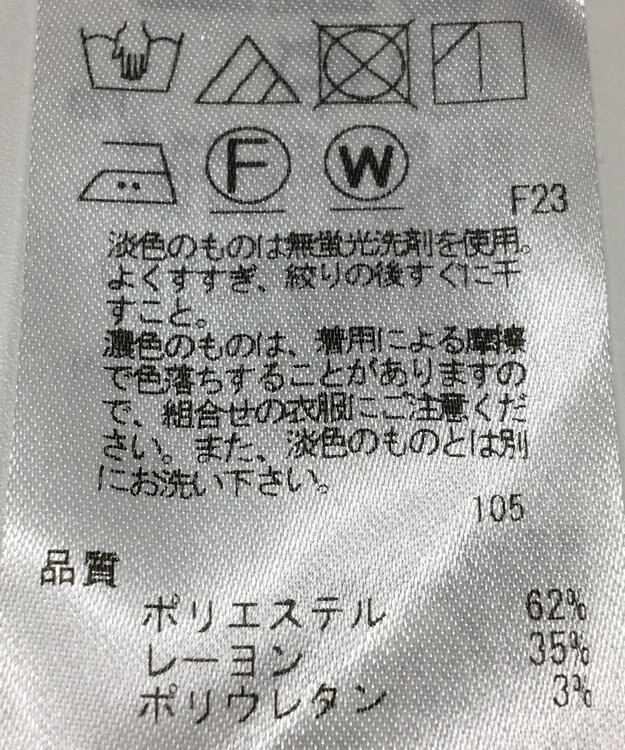 F W
F23
淡色のものは無蛍光洗剤を使用。
よくすすぎ、絞りの後すぐに干
すこと。
濃色のものは、着用による摩擦
で色落ちすることがありますの
で、組合せの衣服にご注意くだ
さい。また、淡色のものとは別
にお洗い下さい。
105
品質
ポリエステル 62%
レーヨン 35%
ポリウレタン 3%